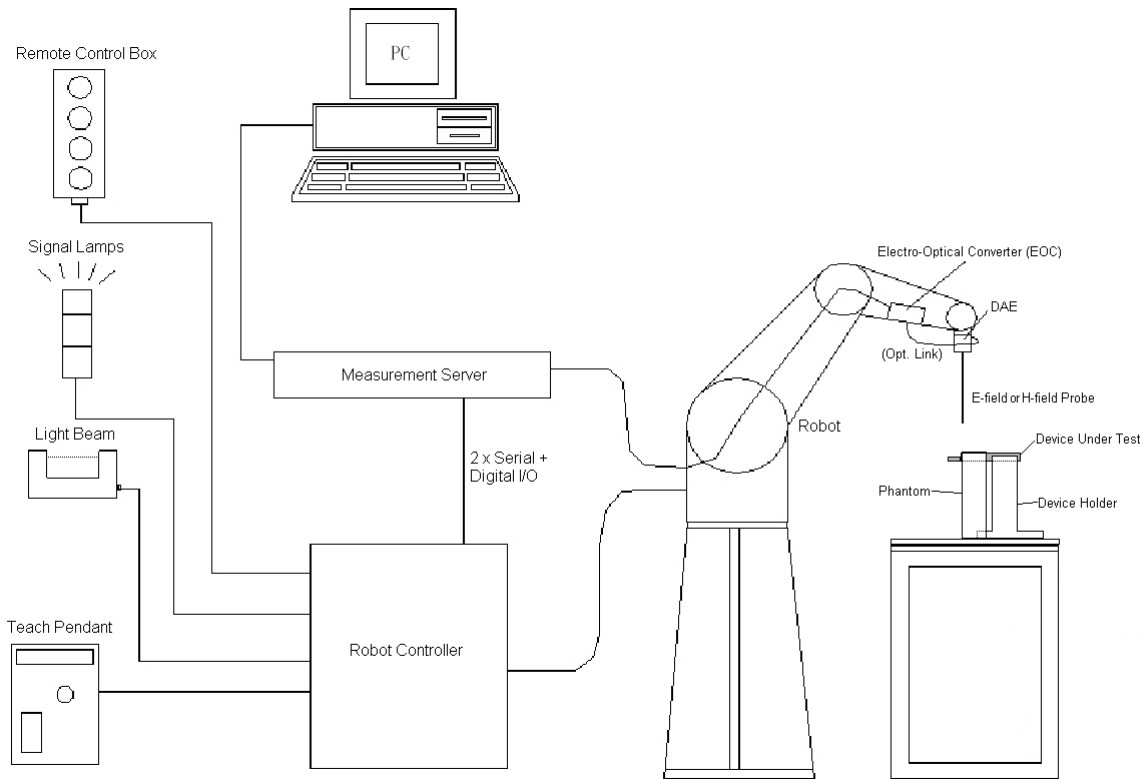 Remote Control Box
PC
Signal Lamps
Electro-Optical Converter (EOC)
DAE
(Opt. Link)
Measurement Server
E-field or H-field Probe
Light Beam
Robot
Device Under Test
2 x Serial +
Digital I/O
Phantom
Device Holder
Teach Pendant
Robot Controller